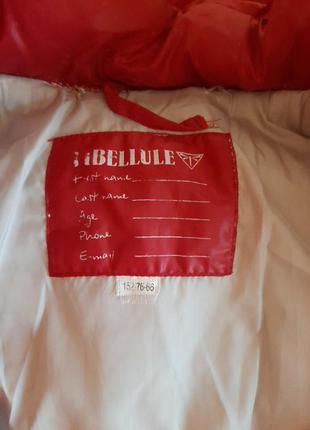 LIBELLULE
First name
Last name
Age
Phone
E-mail
152-76-66